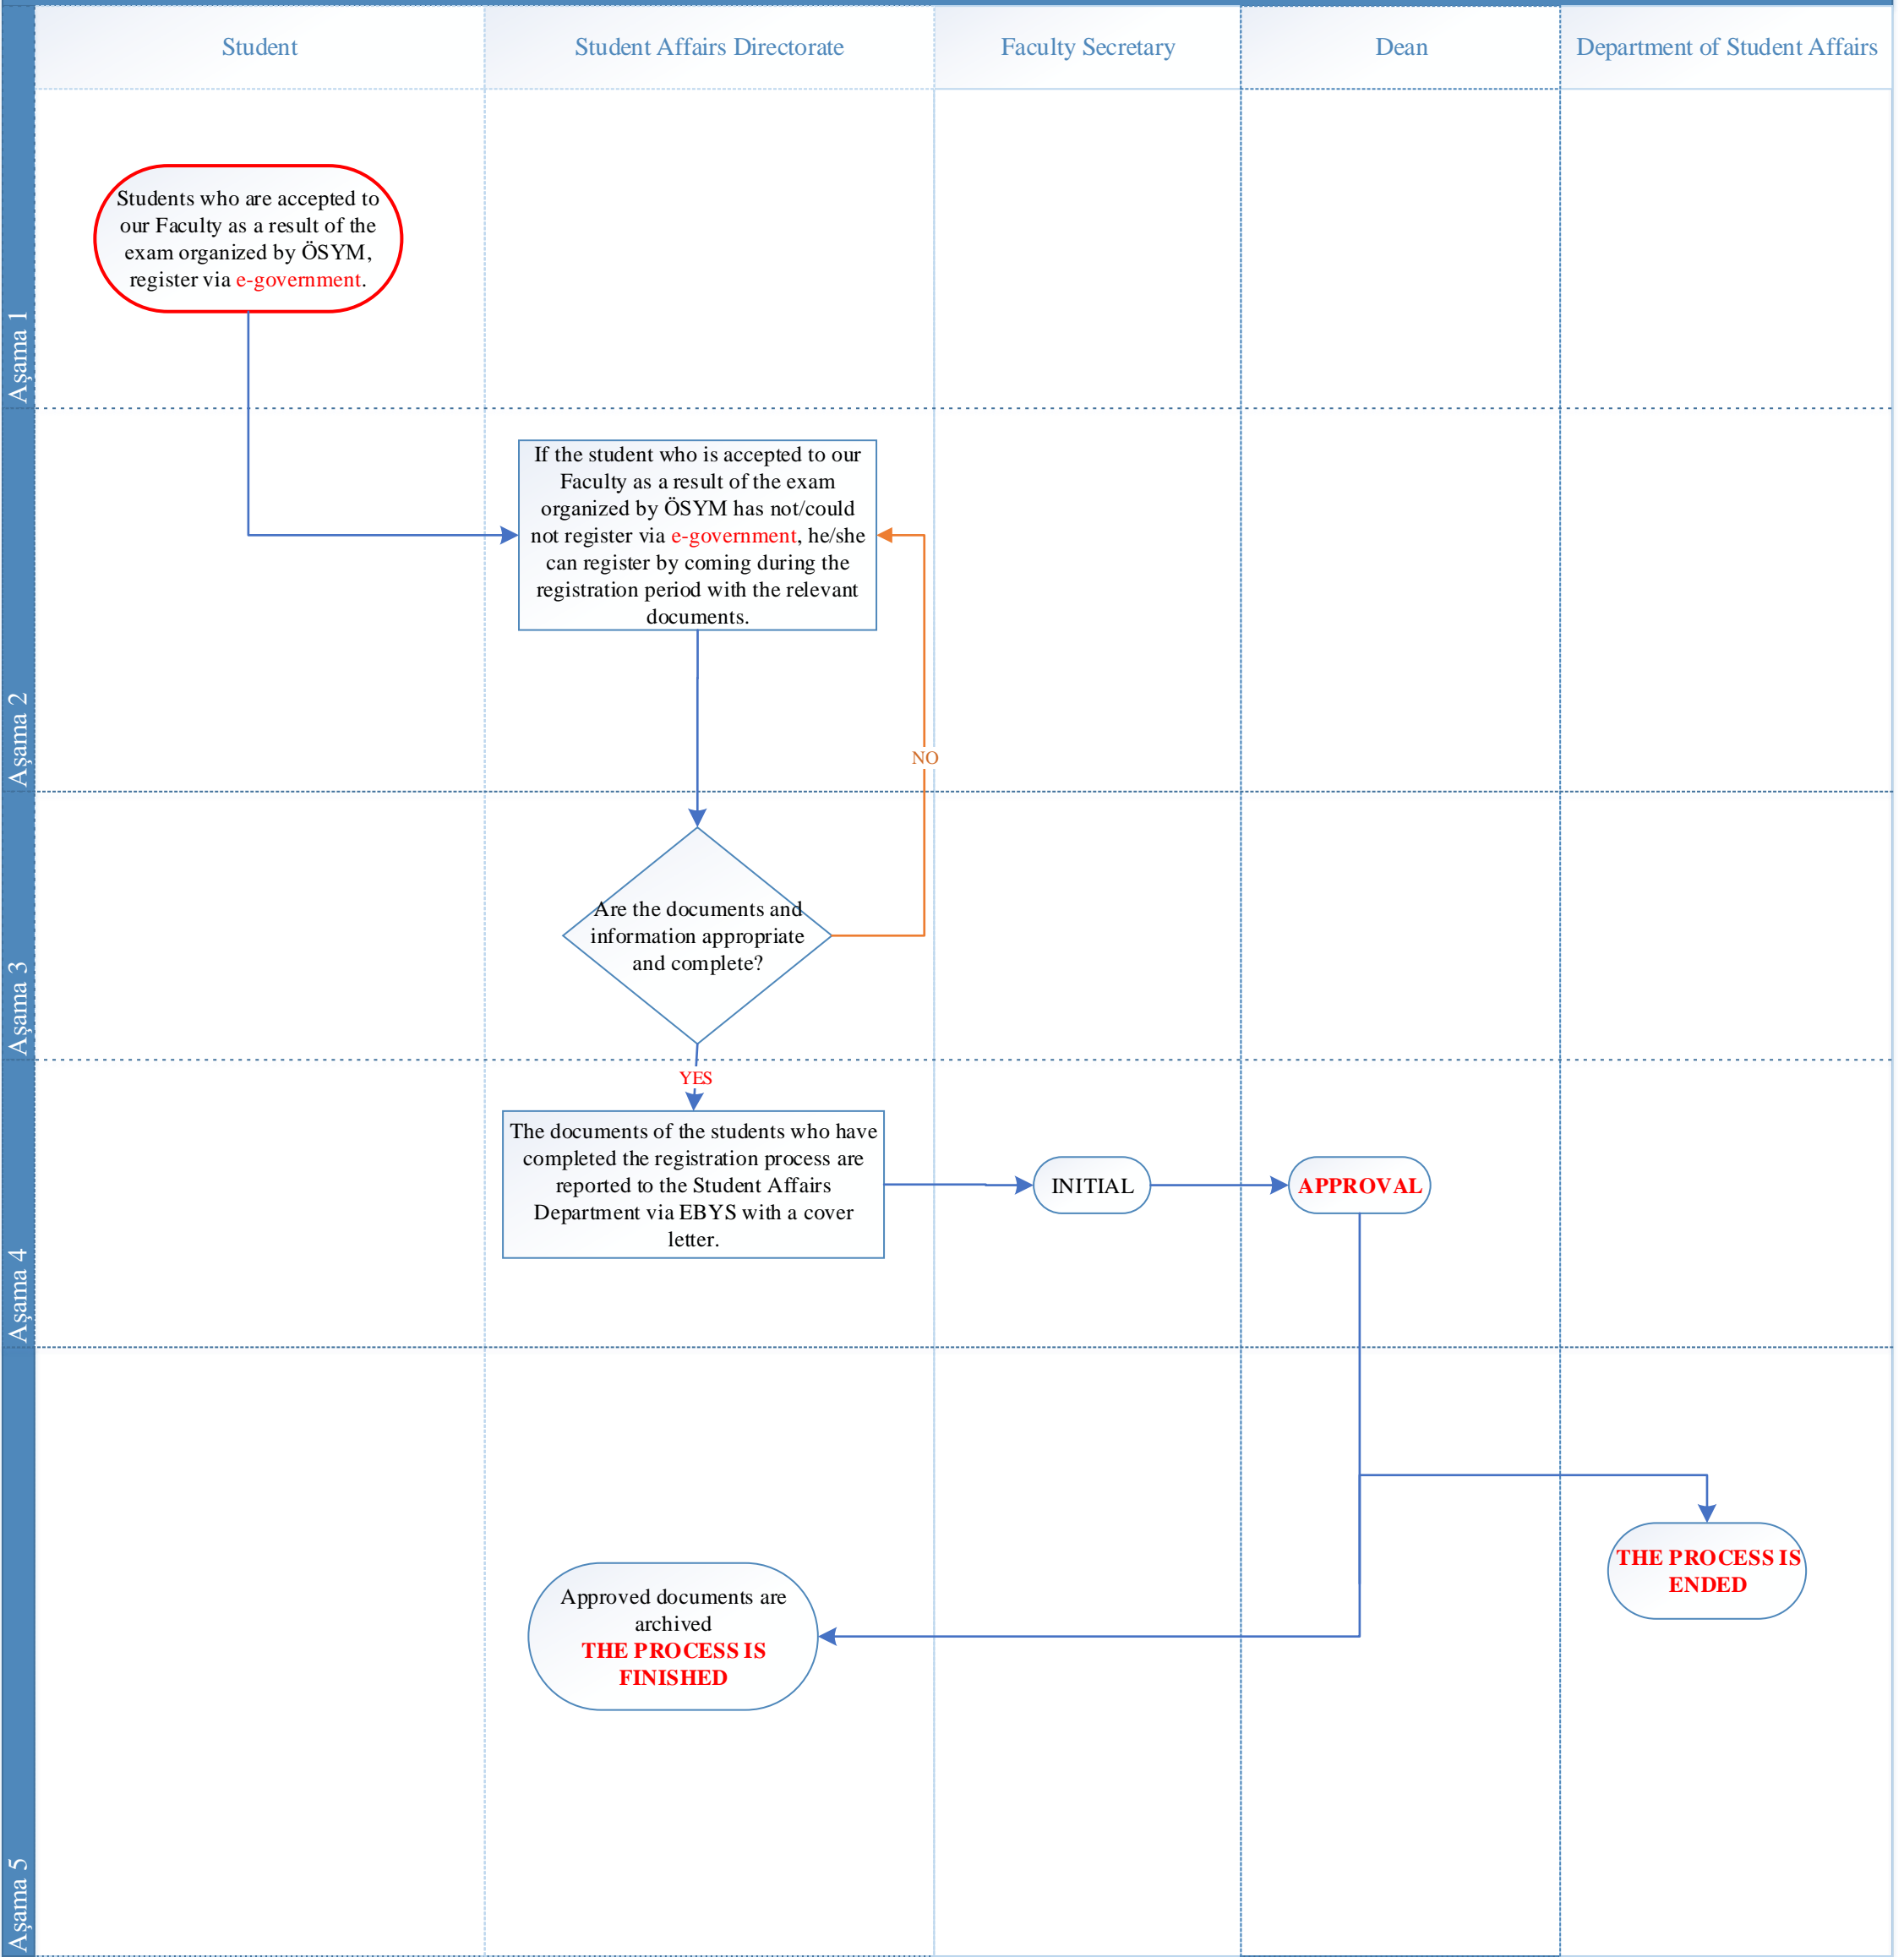 Student
Student Affairs Directorate
Faculty Secretary
Dean
Department of Student Affairs
Aşama 1
Students who are accepted to
our Faculty as a result of the
exam organized by ÖSYM,
register via e-government.
Aşama 2
If the student who is accepted to our
Faculty as a result of the exam
organized by ÖSYM has not/could
not register via e-government, he/she
can register by coming during the
registration period with the relevant
documents.
NO
Aşama 3
Are the documents and
information appropriate
and complete?
YES
Aşama 4
The documents of the students who have
completed the registration process are
reported to the Student Affairs
Department via EBYS with a cover
letter.
INITIAL
APPROVAL
Aşama 5
THE PROCESS IS
ENDED
Approved documents are
archived
THE PROCESS IS
FINISHED